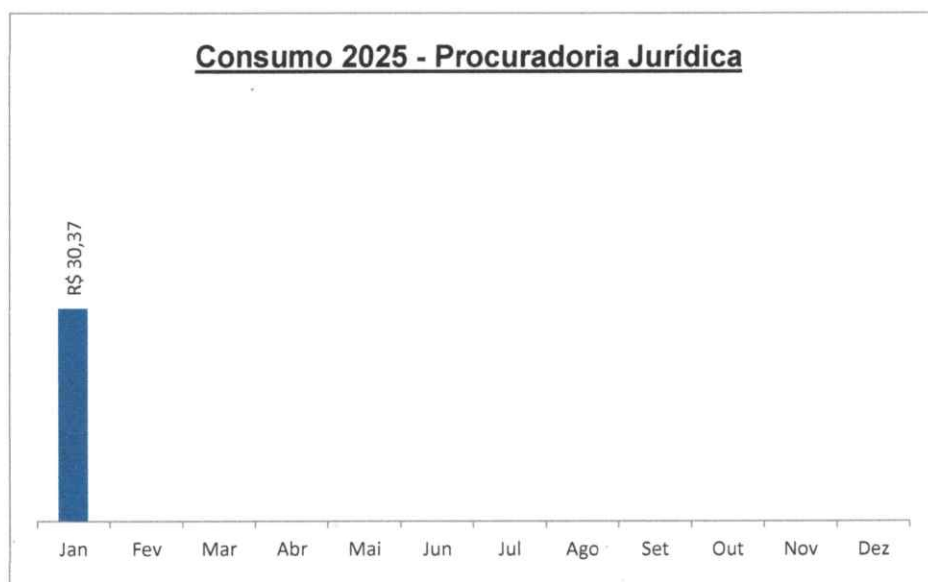 Consumo 2025 - Procuradoria Jurídica
R$ 30,37
Jan Fev Mar Abr Mai Jun Jul Ago Set Out Nov Dez